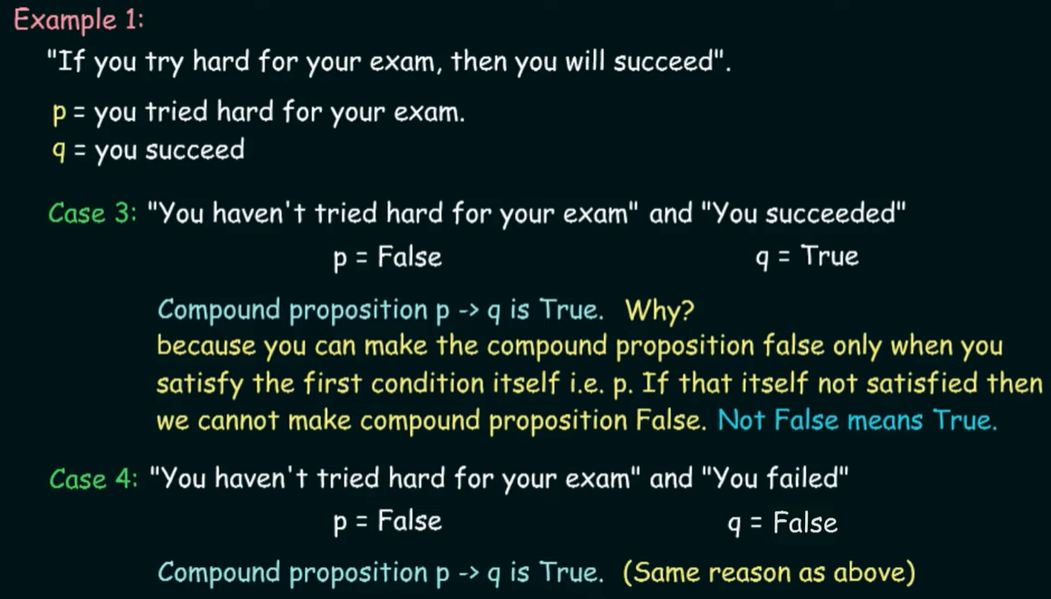 Example 1:
"If you try hard for your exam, then you will succeed".
p = you tried hard for your exam.
q = you succeed
Case 3: "You haven't tried hard for your exam" and "You succeeded"
p = False q = True
Compound proposition p -> q is True. Why?
because you can make the compound proposition false only when you
satisfy the first condition itself i.e. p. If that itself not satisfied then
we cannot make compound proposition False. Not False means True.
Case 4: "You haven't tried hard for your exam" and "You failed"
p = False q = False
Compound proposition p -> q is True. (Same reason as above)